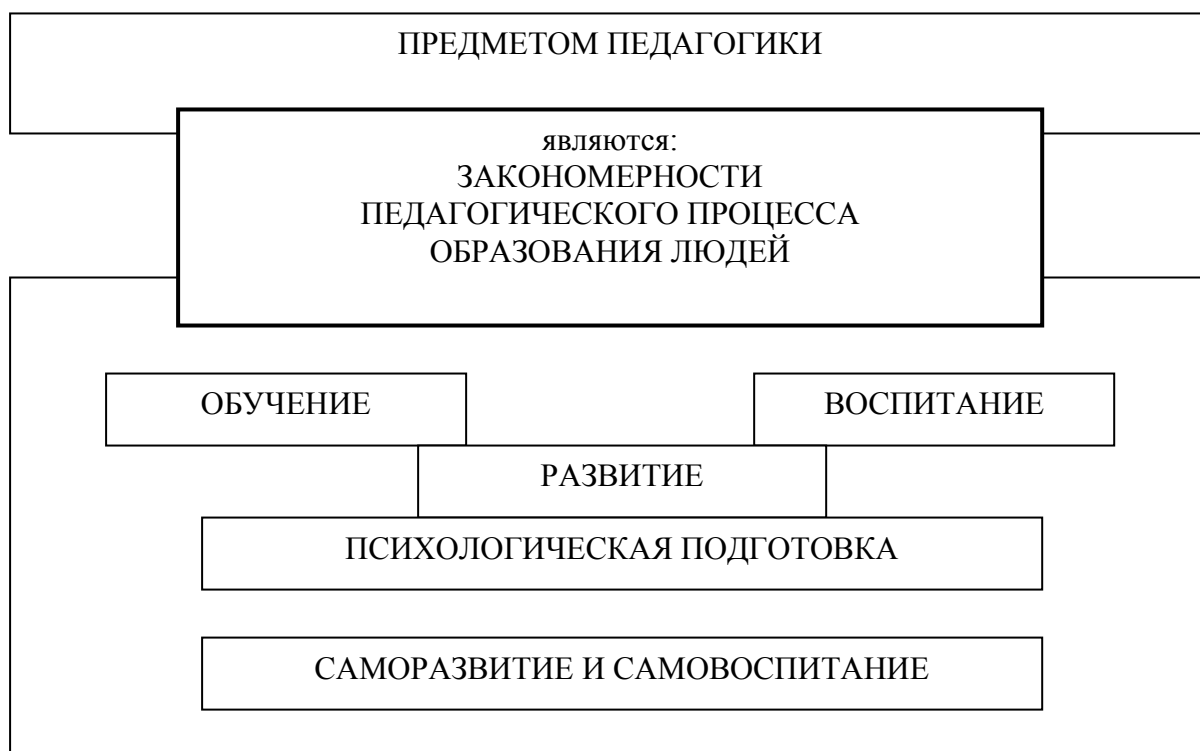 ПРЕДМЕТОМ ПЕДАГОГИКИ
являются:
ЗАКОНОМЕРНОСТИ
ПЕДАГОГИЧЕСКОГО ПРОЦЕССА
ОБРАЗОВАНИЯ ЛЮДЕЙ
ОБУЧЕНИЕ
ВОСПИТАНИЕ
РАЗВИТИЕ
ПСИХОЛОГИЧЕСКАЯ ПОДГОТОВКА
САМОРАЗВИТИЕ И САМОВОСПИТАНИЕ